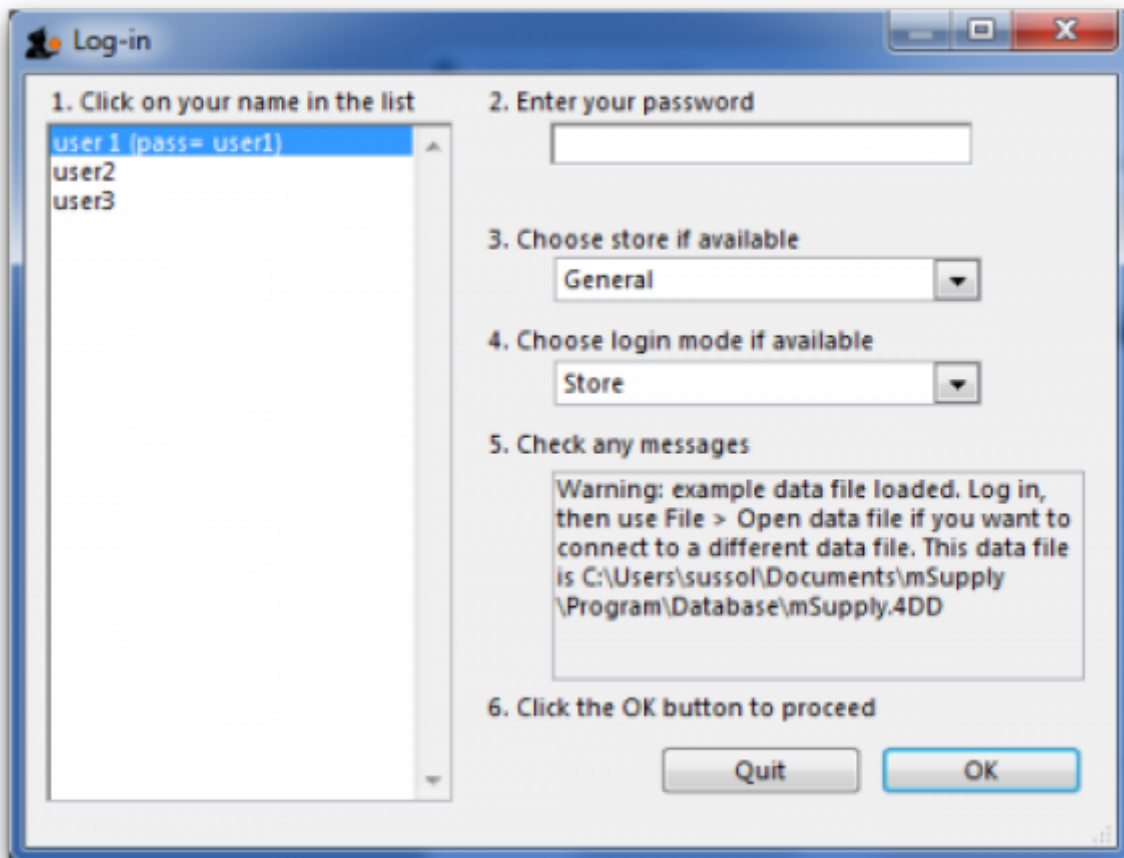 Log-in
1. Click on your name in the list
user 1 (pass= user1)
user2
user3
2. Enter your password
3. Choose store if available
General
4. Choose login mode if available
Store
5. Check any messages
Warning: example data file loaded. Log in,
then use File > Open data file if you want to
connect to a different data file. This data file
is C:\Users\sussol\Documents\mSupply
\Program\Database\mSupply.4DD
6. Click the OK button to proceed
Quit
OK